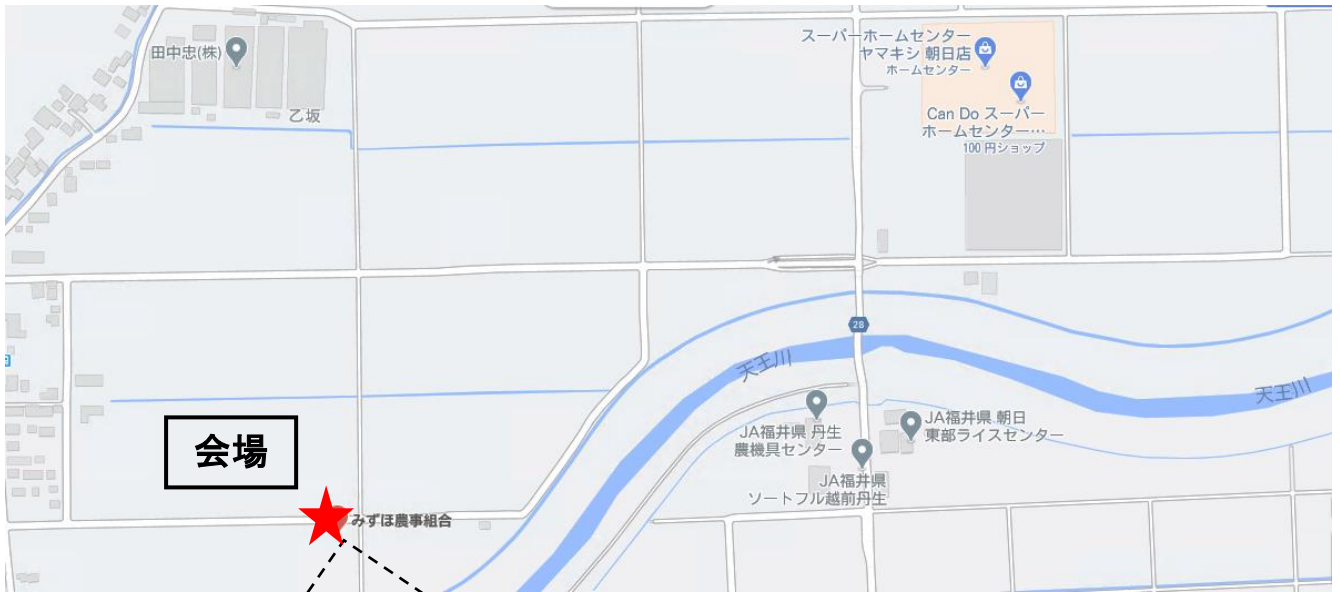 田中忠(株)
乙坂
スーパーホームセンター
ヤマキシ 朝日店
ホームセンター
Can Do スーパー
ホームセンター…
100 円ショップ
28
天王川
天王川
JA福井県 丹生
農機具センター
JA福井県 朝日
東部ライスセンター
JA福井県
ソートフル越前丹生
会場
みずほ農事組合